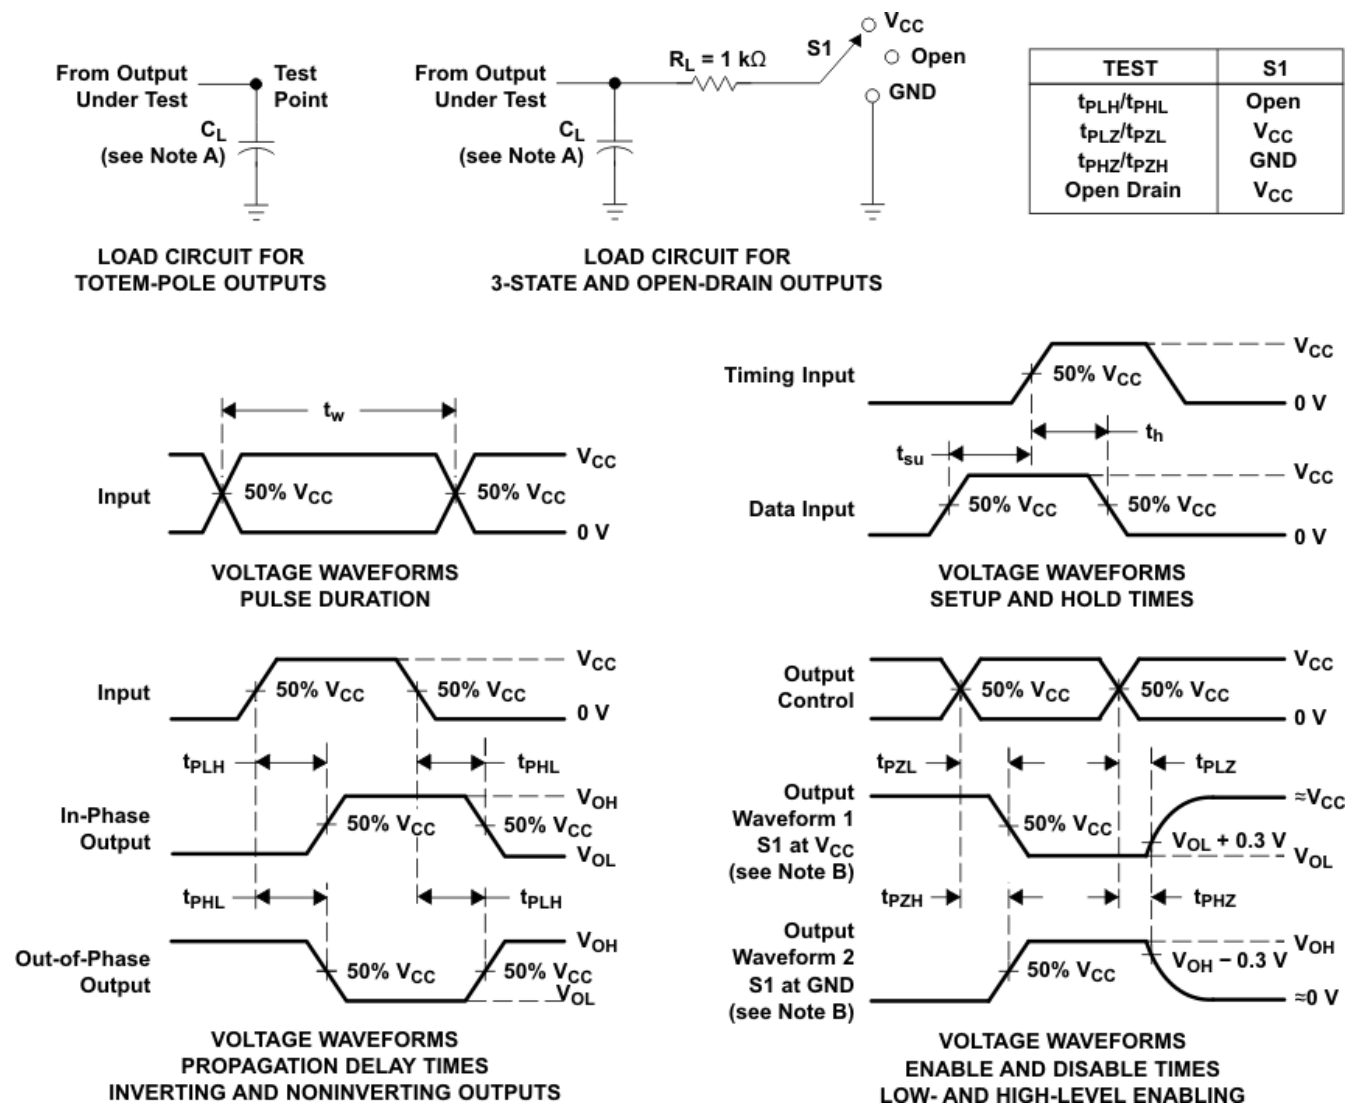 From Output
Under Test
Test
Point
CL
(see Note A)
LOAD CIRCUIT FOR
TOTEM-POLE OUTPUTS
From Output
Under Test
CL
(see Note A)
RL = 1 kΩ
S1
VCC
Open
GND
LOAD CIRCUIT FOR
3-STATE AND OPEN-DRAIN OUTPUTS
TEST S1
tPLH/tPHL Open
tPLZ/tPZL VCC
tPHZ/tPZH GND
Open Drain VCC
tw
Input
50% VCC
50% VCC
VCC
0 V
VOLTAGE WAVEFORMS
PULSE DURATION
Timing Input
50% VCC
VCC
0 V
th
tsu
Data Input
50% VCC
50% VCC
VCC
0 V
VOLTAGE WAVEFORMS
SETUP AND HOLD TIMES
Input
50% VCC
50% VCC
VCC
0 V
tPLH
tPHL
In-Phase
Output
50% VCC
50% VCC
VOH
VOL
tPHL
tPLH
Out-of-Phase
Output
50% VCC
50% VCC
VOH
VOL
VOLTAGE WAVEFORMS
PROPAGATION DELAY TIMES
INVERTING AND NONINVERTING OUTPUTS
Output
Control
50% VCC
50% VCC
VCC
0 V
tPZL
tPLZ
Output
Waveform 1
S1 at VCC
(see Note B)
50% VCC
VOL + 0.3 V
≈VCC
VOL
tPZH
tPHZ
Output
Waveform 2
S1 at GND
(see Note B)
50% VCC
VOH − 0.3 V
VOH
≈0 V
VOLTAGE WAVEFORMS
ENABLE AND DISABLE TIMES
LOW- AND HIGH-LEVEL ENABLING